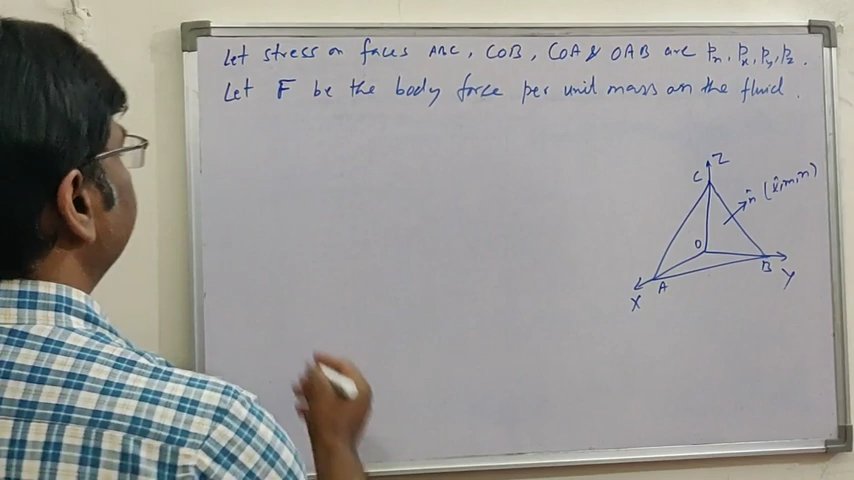 Let stress on faces ABC, COB, COA & OAB are Pn, Px, Py, Pz.
Let F be the body force per unit mass on the fluid.
Z
C
n̂ (l, m, n)
O
B
A
X
Y